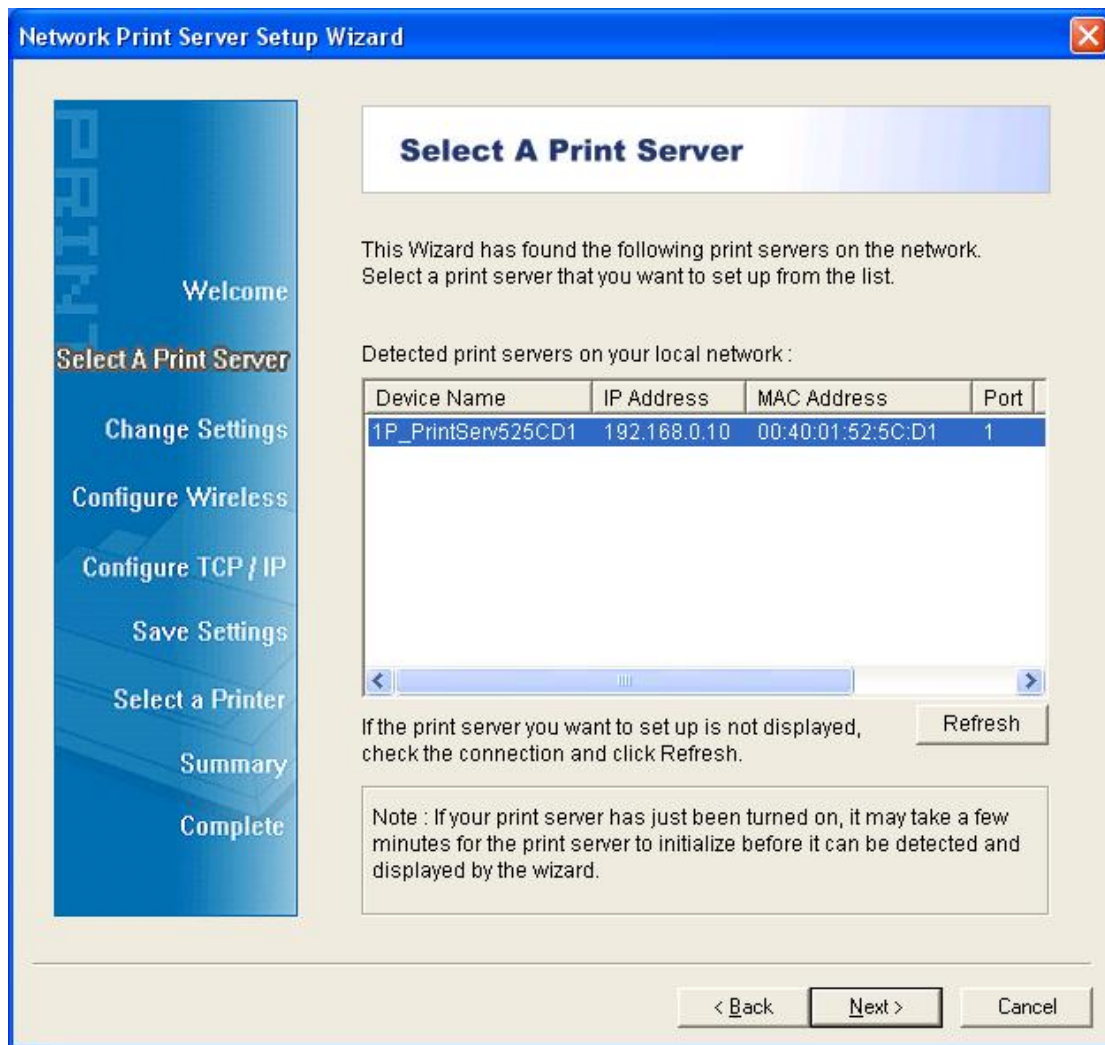 Network Print Server Setup Wizard
PRINT
Welcome
Select A Print Server
Change Settings
Configure Wireless
Configure TCP / IP
Save Settings
Select a Printer
Summary
Complete
Select A Print Server
This Wizard has found the following print servers on the network.
Select a print server that you want to set up from the list.
Detected print servers on your local network :
Device Name IP Address MAC Address Port
1P_PrintServ525CD1 192.168.0.10 00:40:01:52:5C:D1 1
If the print server you want to set up is not displayed,
check the connection and click Refresh.
Refresh
Note : If your print server has just been turned on, it may take a few
minutes for the print server to initialize before it can be detected and
displayed by the wizard.
< Back Next > Cancel